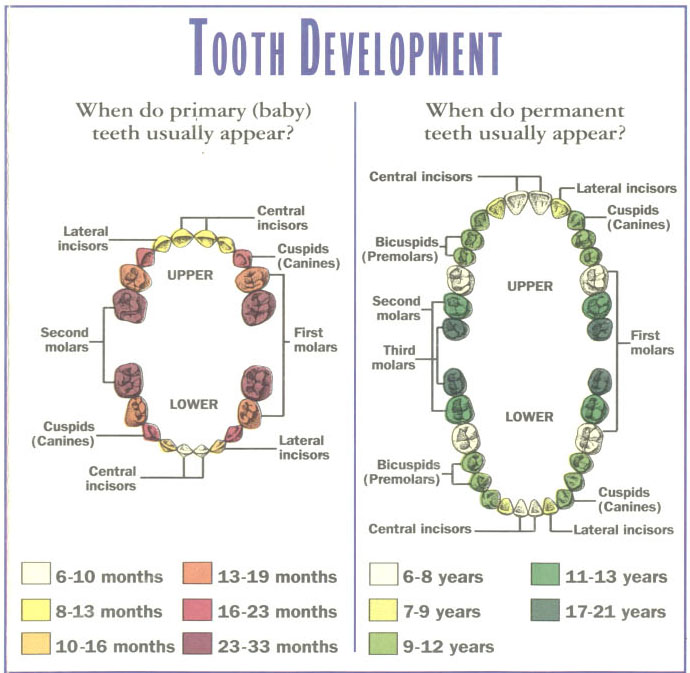 TOOTH DEVELOPMENT
When do primary (baby)
teeth usually appear?
Central
incisors
Lateral
incisors
Cuspids
(Canines)
UPPER
Second
molars
First
molars
LOWER
Cuspids
(Canines)
Lateral
incisors
Central
incisors
6-10 months
13-19 months
8-13 months
16-23 months
10-16 months
23-33 months
When do permanent
teeth usually appear?
Central incisors
Lateral incisors
Cuspids
(Canines)
Bicuspids
(Premolars)
UPPER
Second
molars
First
molars
Third
molars
LOWER
Bicuspids
(Premolars)
Cuspids
(Canines)
Central incisors
Lateral incisors
6-8 years
11-13 years
7-9 years
17-21 years
9-12 years